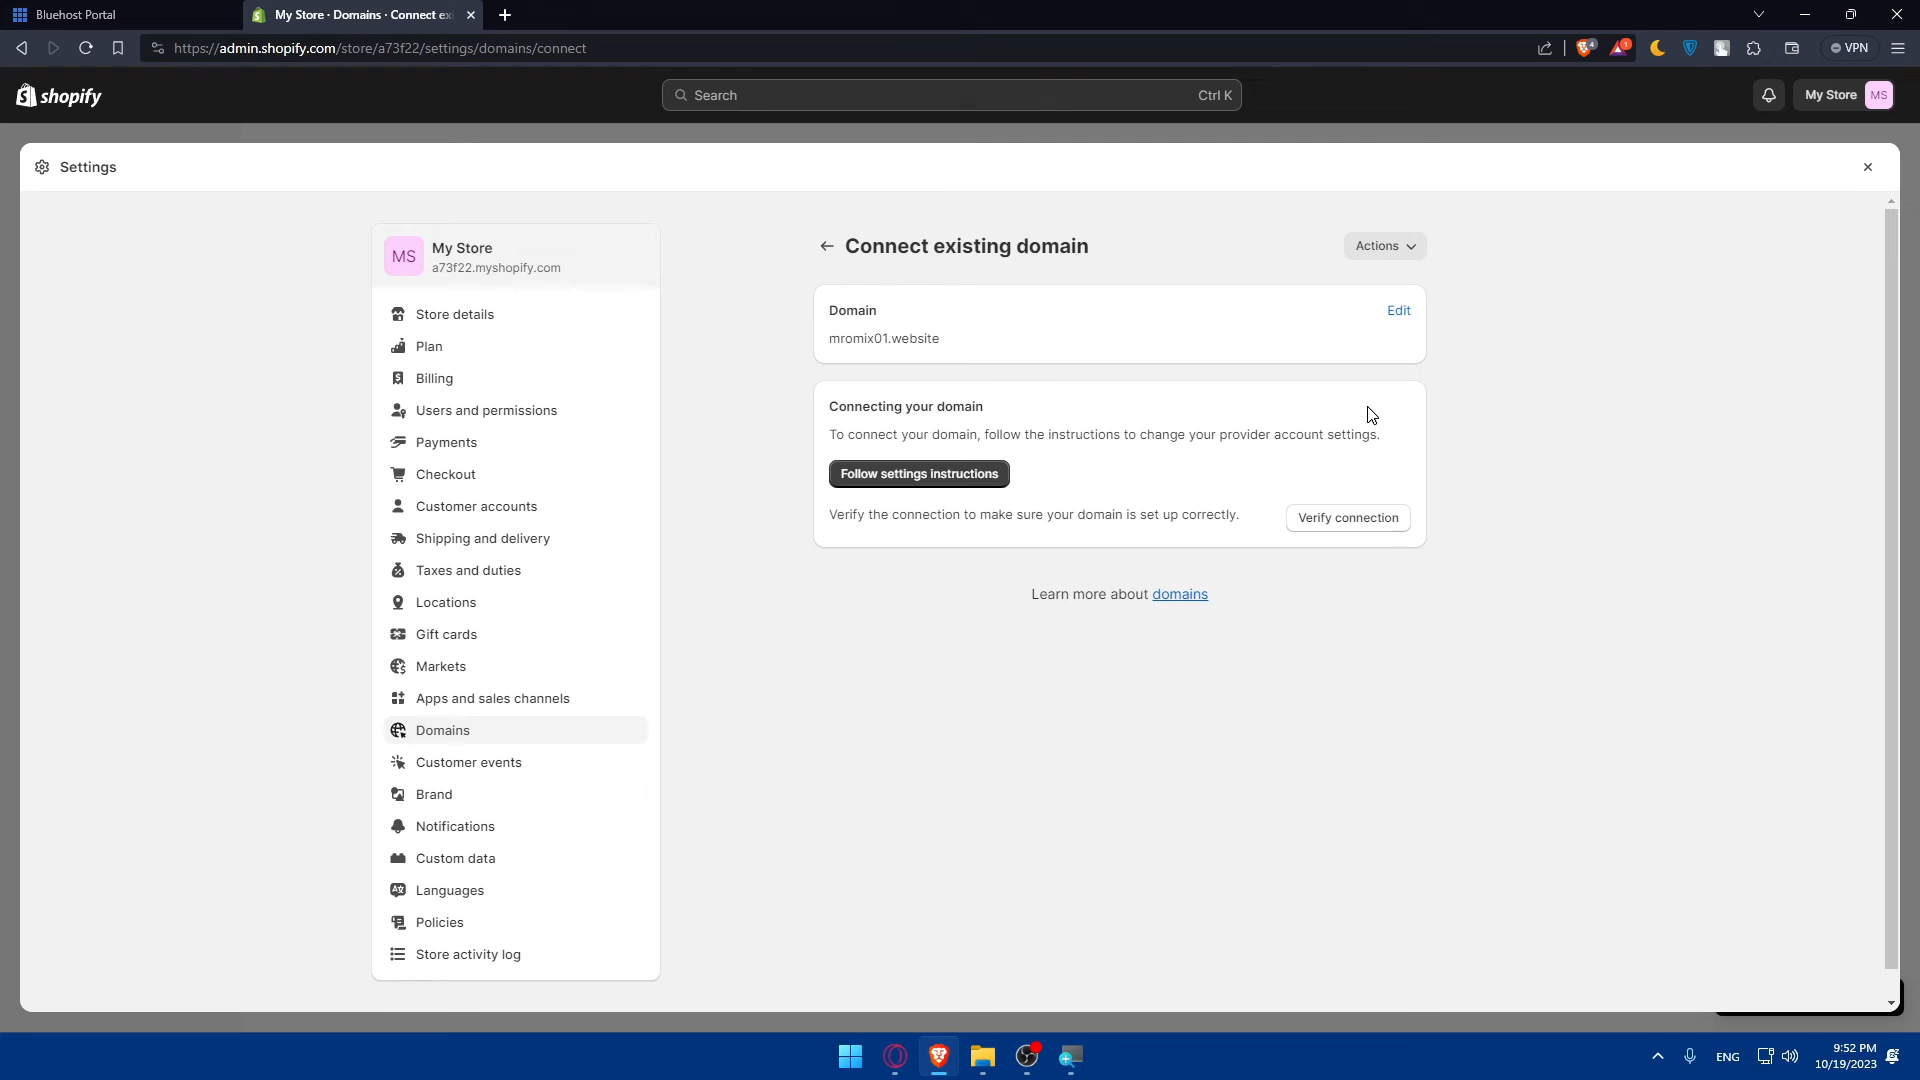 Bluehost Portal
My Store · Domains · Connect ex
https://admin.shopify.com/store/a73f22/settings/domains/connect
4
1
VPN
shopify
Search
Ctrl K
My Store
MS
Settings
MS
My Store
a73f22.myshopify.com
Store details
Plan
Billing
Users and permissions
Payments
Checkout
Customer accounts
Shipping and delivery
Taxes and duties
Locations
Gift cards
Markets
Apps and sales channels
Domains
Customer events
Brand
Notifications
Custom data
Languages
Policies
Store activity log
Connect existing domain
Actions
Domain
Edit
mromix01.website
Connecting your domain
To connect your domain, follow the instructions to change your provider account settings.
Follow settings instructions
Verify the connection to make sure your domain is set up correctly.
Verify connection
Learn more about domains
ENG
9:52 PM
10/19/2023